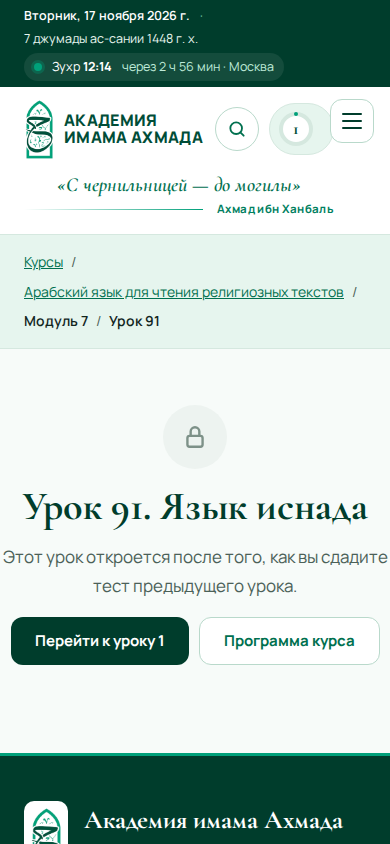 Вторник, 17 ноября 2026 г. ·
7 джумады ас-сании 1448 г. х.
Зухр 12:14 через 2 ч 56 мин · Москва
АКАДЕМИЯ
ИМАМА АХМАДА
1
«С чернильницей — до могилы»
Ахмад ибн Ханбаль
Курсы /
Арабский язык для чтения религиозных текстов /
Модуль 7 / Урок 91
Урок 91. Язык иснада
Этот урок откроется после того, как вы сдадите
тест предыдущего урока.
Перейти к уроку 1
Программа курса
Академия имама Ахмада